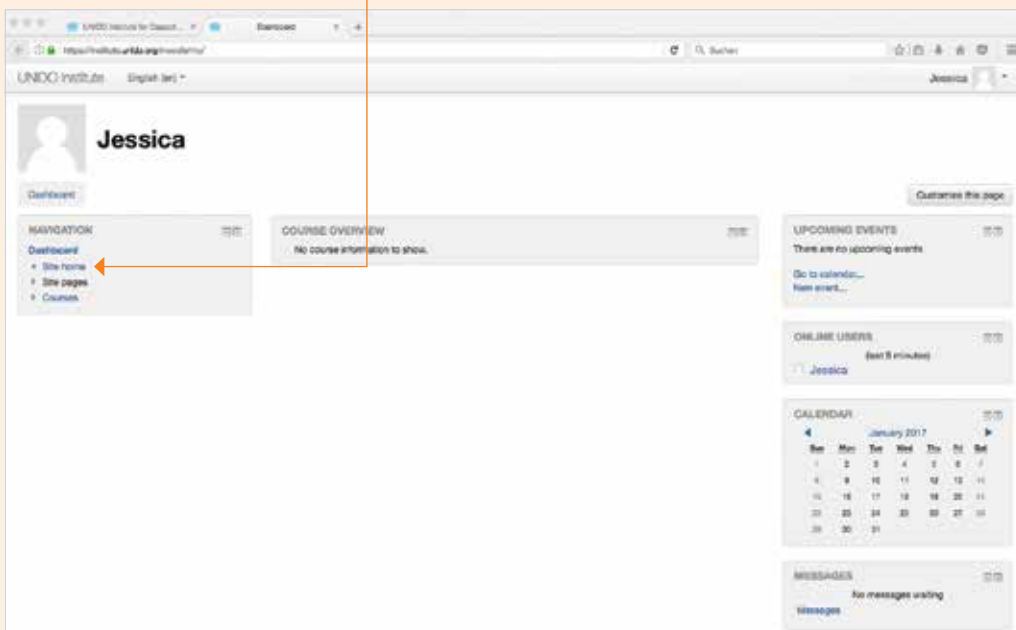 UNIDO Institute for Capacit... × Dashboard × +
Suchen
UNIDO Institute English (en)
Jessica
Jessica
Dashboard
Customise this page
NAVIGATION
Dashboard
Site home
Site pages
Courses
COURSE OVERVIEW
No course information to show.
UPCOMING EVENTS
There are no upcoming events
Go to calendar...
New event...
ONLINE USERS
(last 5 minutes)
Jessica
CALENDAR
January 2017
Sun Mon Tue Wed Thu Fri Sat
1 2 3 4 5 6 7
8 9 10 11 12 13 14
15 16 17 18 19 20 21
22 23 24 25 26 27 28
29 30 31
MESSAGES
No messages waiting
Messages